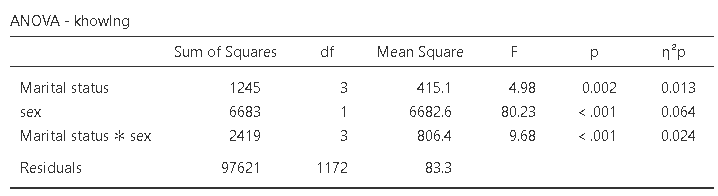 ANOVA - khowlng
Sum of Squares df Mean Square F p η²p
Marital status 1245 3 415.1 4.98 0.002 0.013
sex 6683 1 6682.6 80.23 < .001 0.064
Marital status ✻ sex 2419 3 806.4 9.68 < .001 0.024
Residuals 97621 1172 83.3